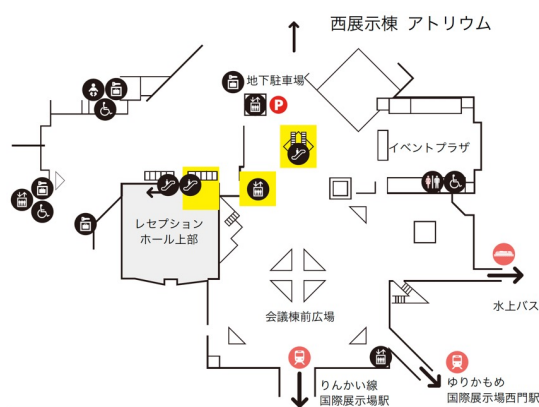 西展示棟 アトリウム
地下駐車場
P
イベントプラザ
レセプション
ホール上部
会議棟前広場
水上バス
りんかい線
国際展示場駅
ゆりかもめ
国際展示場西門駅